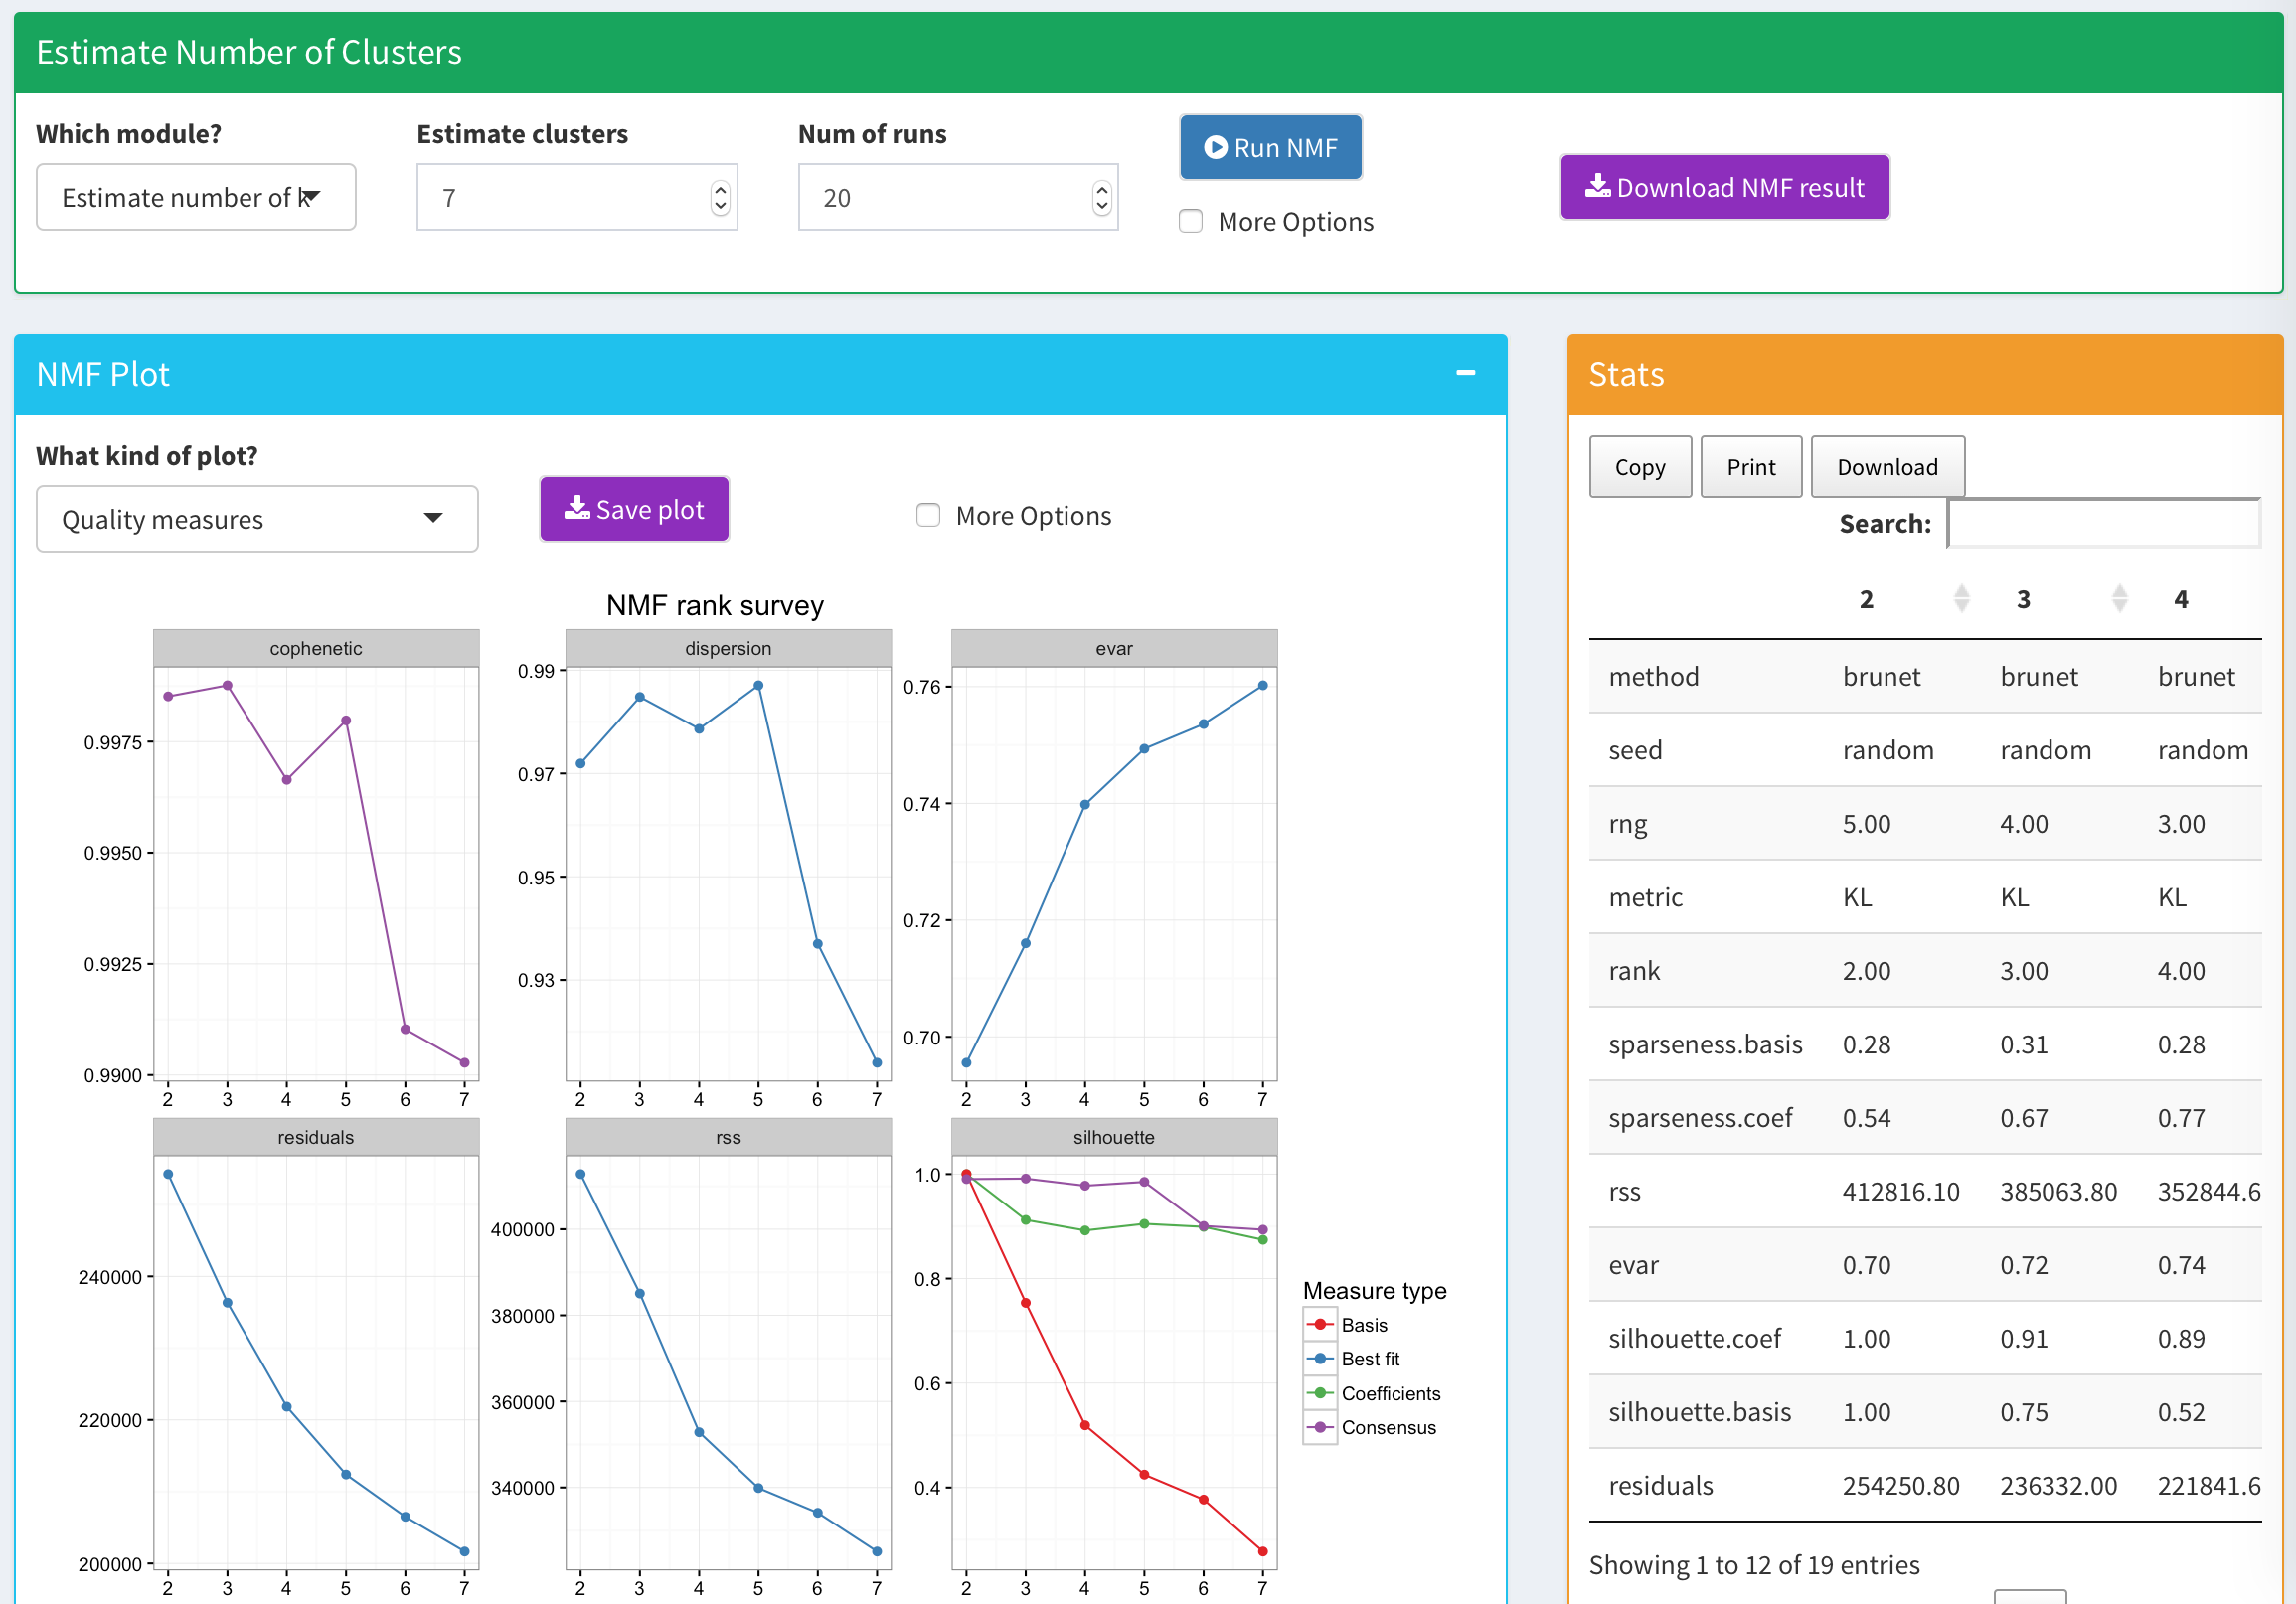 Estimate Number of Clusters
Which module?
Estimate clusters
Num of runs
Run NMF
Estimate number of k
7
20
Download NMF result
More Options
NMF Plot
What kind of plot?
Quality measures
Save plot
More Options
NMF rank survey
cophenetic
dispersion
evar
0.9975
0.9950
0.9925
0.9900
2 3 4 5 6 7
0.99
0.97
0.95
0.93
2 3 4 5 6 7
0.76
0.74
0.72
0.70
2 3 4 5 6 7
residuals
rss
silhouette
240000
220000
200000
2 3 4 5 6 7
400000
380000
360000
340000
2 3 4 5 6 7
1.0
0.8
0.6
0.4
2 3 4 5 6 7
Measure type
Basis
Best fit
Coefficients
Consensus
Stats
Copy Print Download
Search:
2 3 4
method brunet brunet brunet
seed random random random
rng 5.00 4.00 3.00
metric KL KL KL
rank 2.00 3.00 4.00
sparseness.basis 0.28 0.31 0.28
sparseness.coef 0.54 0.67 0.77
rss 412816.10 385063.80 352844.6
evar 0.70 0.72 0.74
silhouette.coef 1.00 0.91 0.89
silhouette.basis 1.00 0.75 0.52
residuals 254250.80 236332.00 221841.6
Showing 1 to 12 of 19 entries